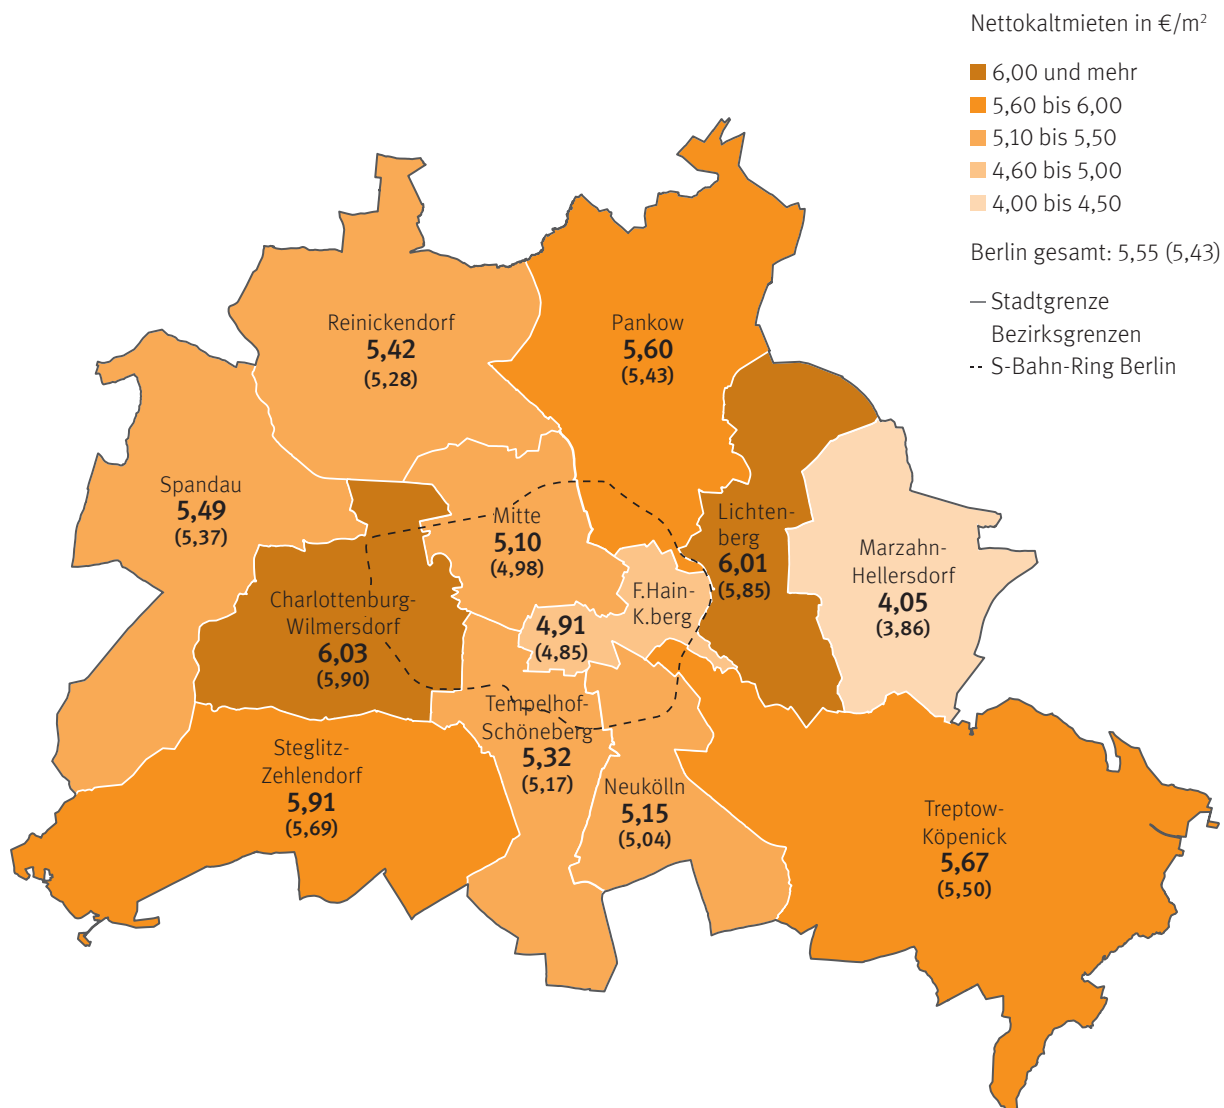 Nettokaltmieten in €/m²
6,00 und mehr
5,60 bis 6,00
5,10 bis 5,50
4,60 bis 5,00
4,00 bis 4,50
Berlin gesamt: 5,55 (5,43)
Stadtgrenze
Bezirksgrenzen
S-Bahn-Ring Berlin
Reinickendorf
5,42
(5,28)
Pankow
5,60
(5,43)
Spandau
5,49
(5,37)
Mitte
5,10
(4,98)
Lichten-
berg
6,01
(5,85)
Marzahn-
Hellersdorf
4,05
(3,86)
Charlottenburg-
Wilmersdorf
6,03
(5,90)
F.Hain-
K.berg
4,91
(4,85)
Tempelhof-
Schöneberg
5,32
(5,17)
Steglitz-
Zehlendorf
5,91
(5,69)
Neukölln
5,15
(5,04)
Treptow-
Köpenick
5,67
(5,50)